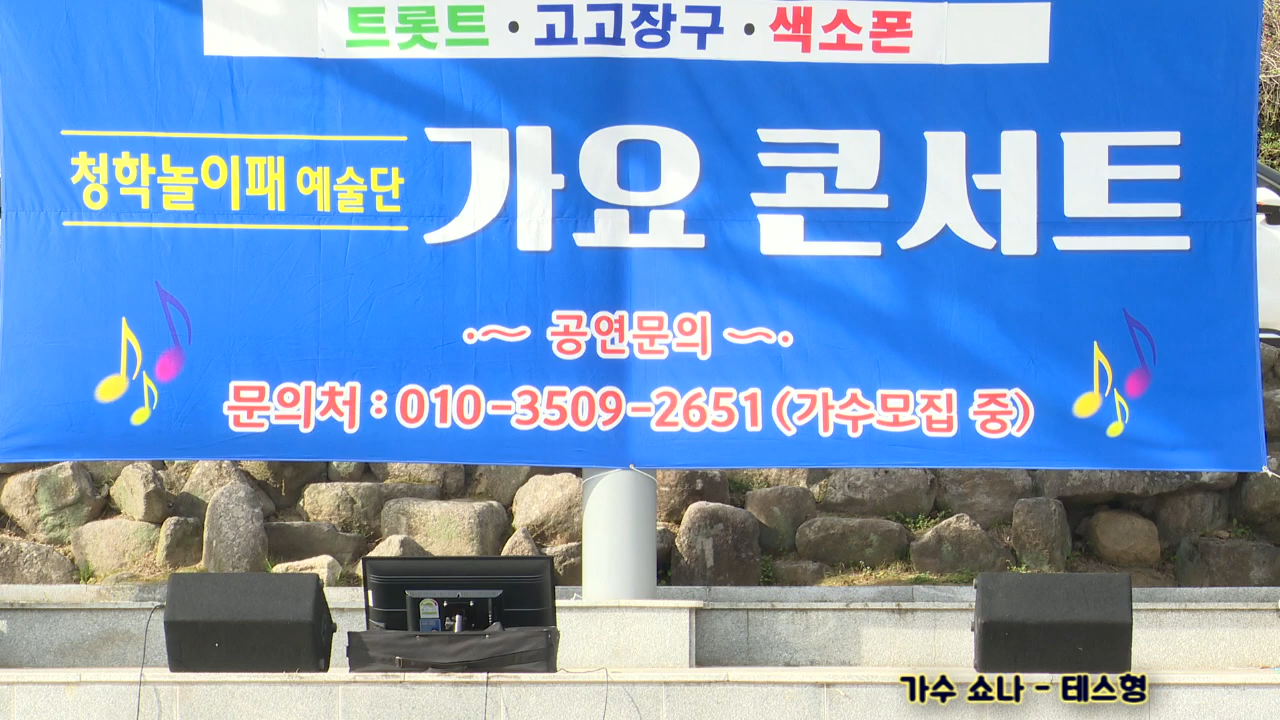 트롯트 · 고고장구 · 색소폰
청학놀이패 예술단 가요 콘서트
·~ 공연문의 ~·
문의처 : 010-3509-2651 (가수모집 중)
가수 쇼나 - 테스형